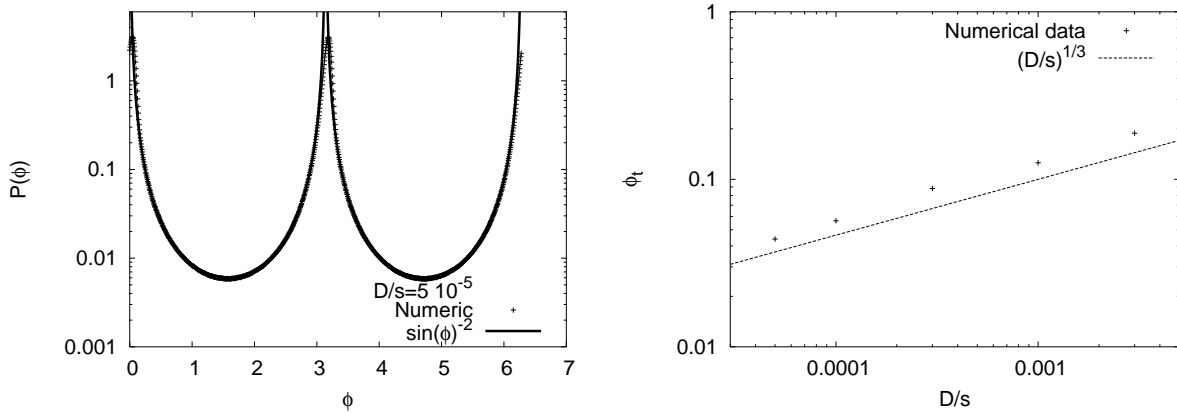 P(φ)
1
0.1
0.01
0.001
0 1 2 3 4 5 6 7
φ
D/s=5 10^-5
Numeric
sin(φ)^-2
ϕ_t
1
0.1
0.01
0.0001 0.001
D/s
Numerical data
(D/s)^1/3